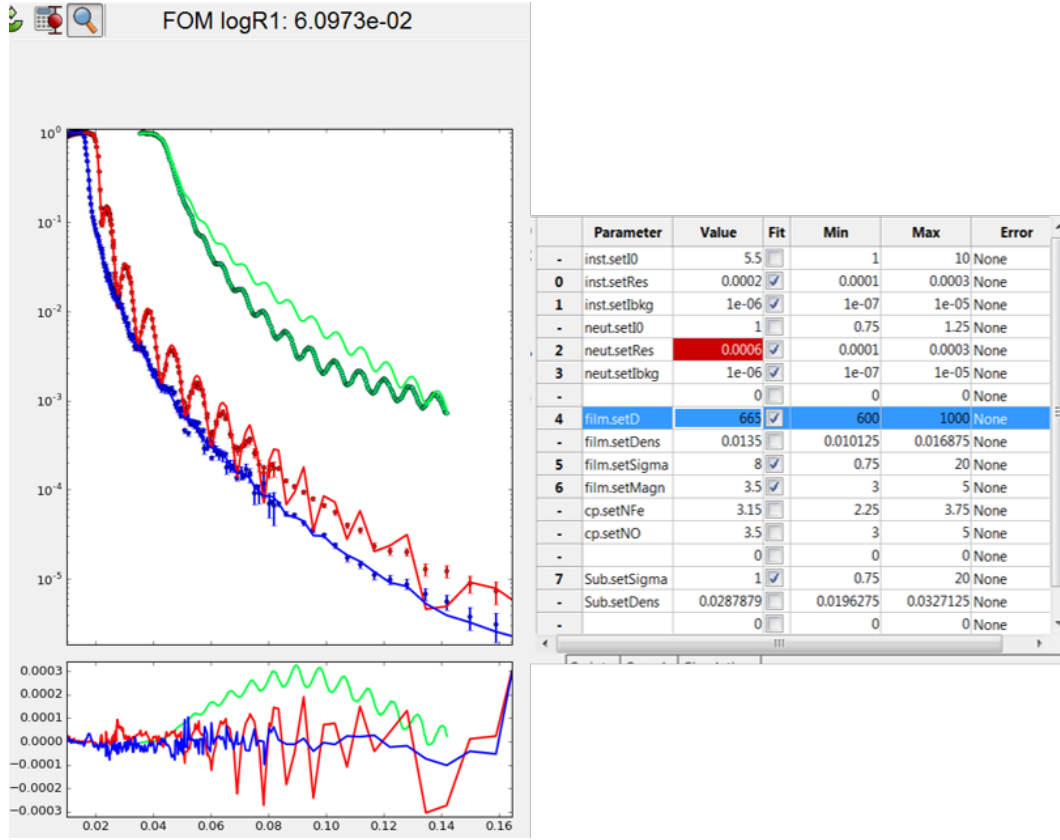 FOM logR1: 6.0973e-02
10^0
10^-1
10^-2
10^-3
10^-4
10^-5
0.0003
0.0002
0.0001
0.0000
−0.0001
−0.0002
−0.0003
0.02 0.04 0.06 0.08 0.10 0.12 0.14 0.16
Parameter Value Fit Min Max Error
- inst.setI0 5.5 1 10 None
0 inst.setRes 0.0002 0.0001 0.0003 None
1 inst.setIbkg 1e-06 1e-07 1e-05 None
- neut.setI0 1 0.75 1.25 None
2 neut.setRes 0.0006 0.0001 0.0003 None
3 neut.setIbkg 1e-06 1e-07 1e-05 None
- 0 0 0 None
4 film.setD 665 600 1000 None
- film.setDens 0.0135 0.010125 0.016875 None
5 film.setSigma 8 0.75 20 None
6 film.setMagn 3.5 3 5 None
- cp.setNFe 3.15 2.25 3.75 None
- cp.setNO 3.5 3 5 None
- 0 0 0 None
7 Sub.setSigma 1 0.75 20 None
- Sub.setDens 0.0287879 0.0196275 0.0327125 None
- 0 0 0 None